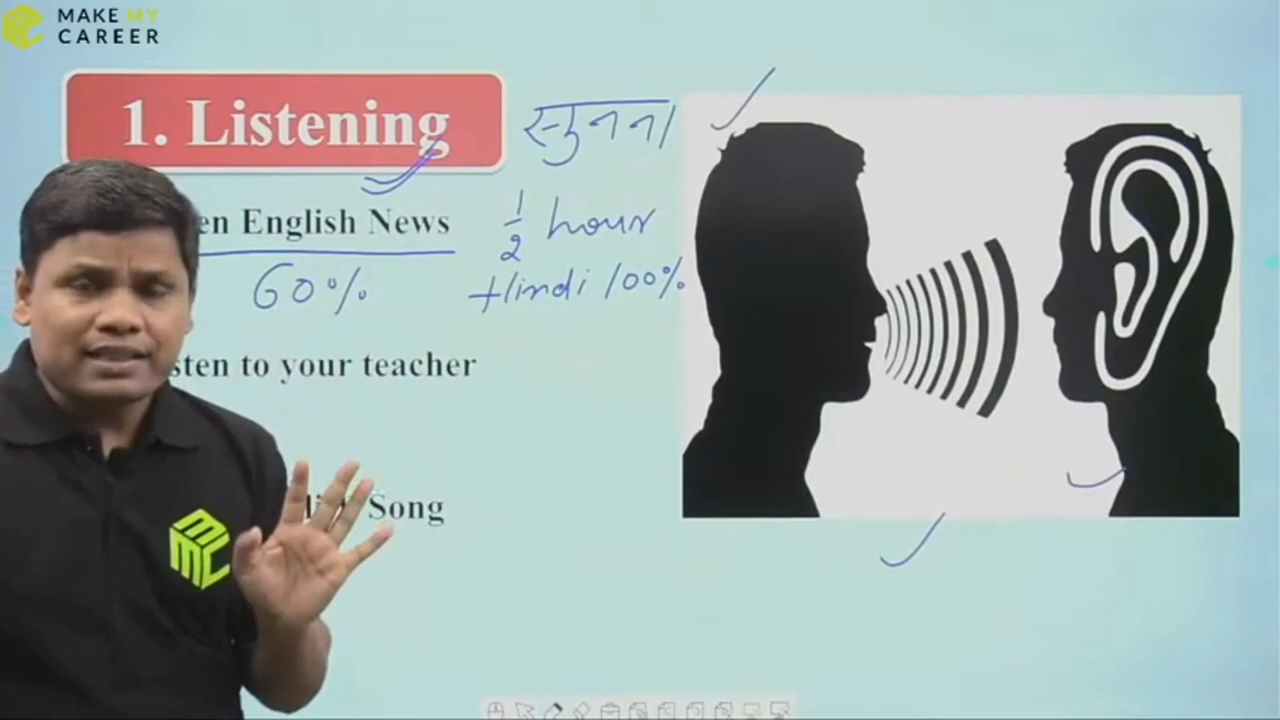 MAKE MY
CAREER
1. Listening सुनना
en English News 1/2 hour
60% Hindi 100%
sten to your teacher
Song
MMC